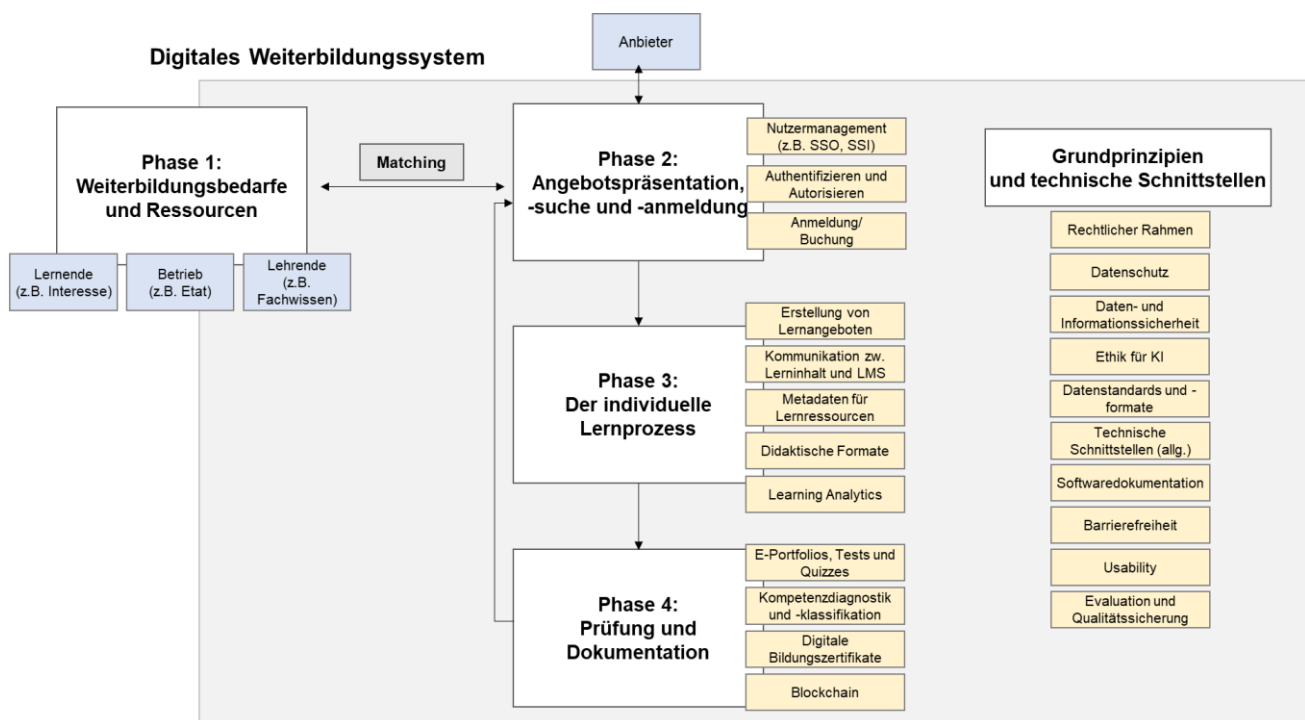 Anbieter
Digitales Weiterbildungssystem
Phase 1:
Weiterbildungsbedarfe
und Ressourcen
Lernende
(z.B. Interesse)
Betrieb
(z.B. Etat)
Lehrende
(z.B.
Fachwissen)
Matching
Phase 2:
Angebotspräsentation,
-suche und -anmeldung
Nutzermanagement
(z.B. SSO, SSI)
Authentifizieren und
Autorisieren
Anmeldung/
Buchung
Phase 3:
Der individuelle
Lernprozess
Erstellung von
Lernangeboten
Kommunikation zw.
Lerninhalt und LMS
Metadaten für
Lernressourcen
Didaktische Formate
Learning Analytics
Phase 4:
Prüfung und
Dokumentation
E-Portfolios, Tests und
Quizzes
Kompetenzdiagnostik
und -klassifikation
Digitale
Bildungszertifikate
Blockchain
Grundprinzipien
und technische Schnittstellen
Rechtlicher Rahmen
Datenschutz
Daten- und
Informationssicherheit
Ethik für KI
Datenstandards und -
formate
Technische
Schnittstellen (allg.)
Softwaredokumentation
Barrierefreiheit
Usability
Evaluation und
Qualitätssicherung